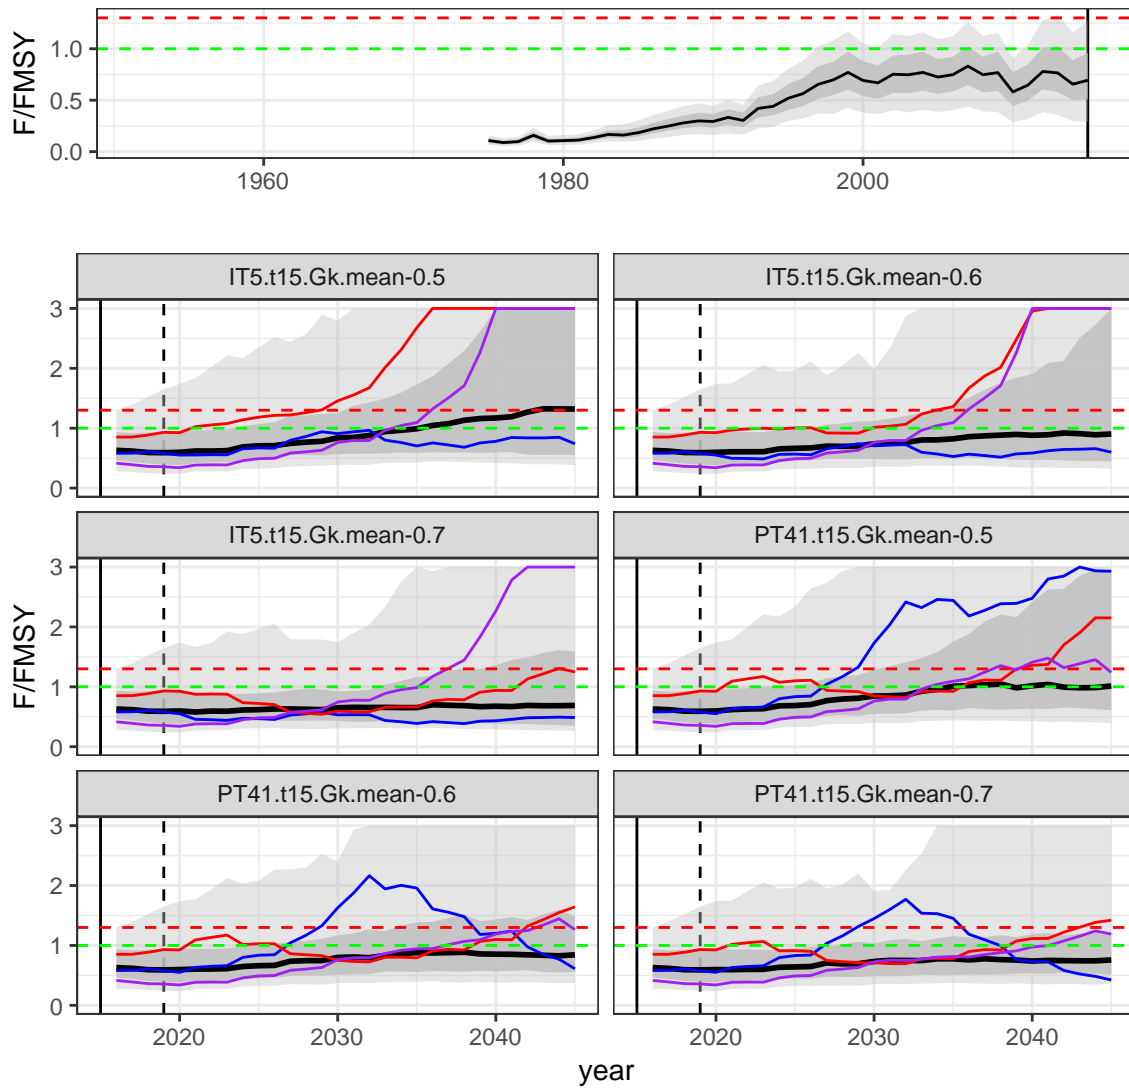 F/FMSY
1.0
0.5
0.0
1960 1980 2000
IT5.t15.Gk.mean-0.5 IT5.t15.Gk.mean-0.6
3
2
1
0
IT5.t15.Gk.mean-0.7 PT41.t15.Gk.mean-0.5
F/FMSY
3
2
1
0
PT41.t15.Gk.mean-0.6 PT41.t15.Gk.mean-0.7
3
2
1
0
2020 2030 2040 2020 2030 2040
year